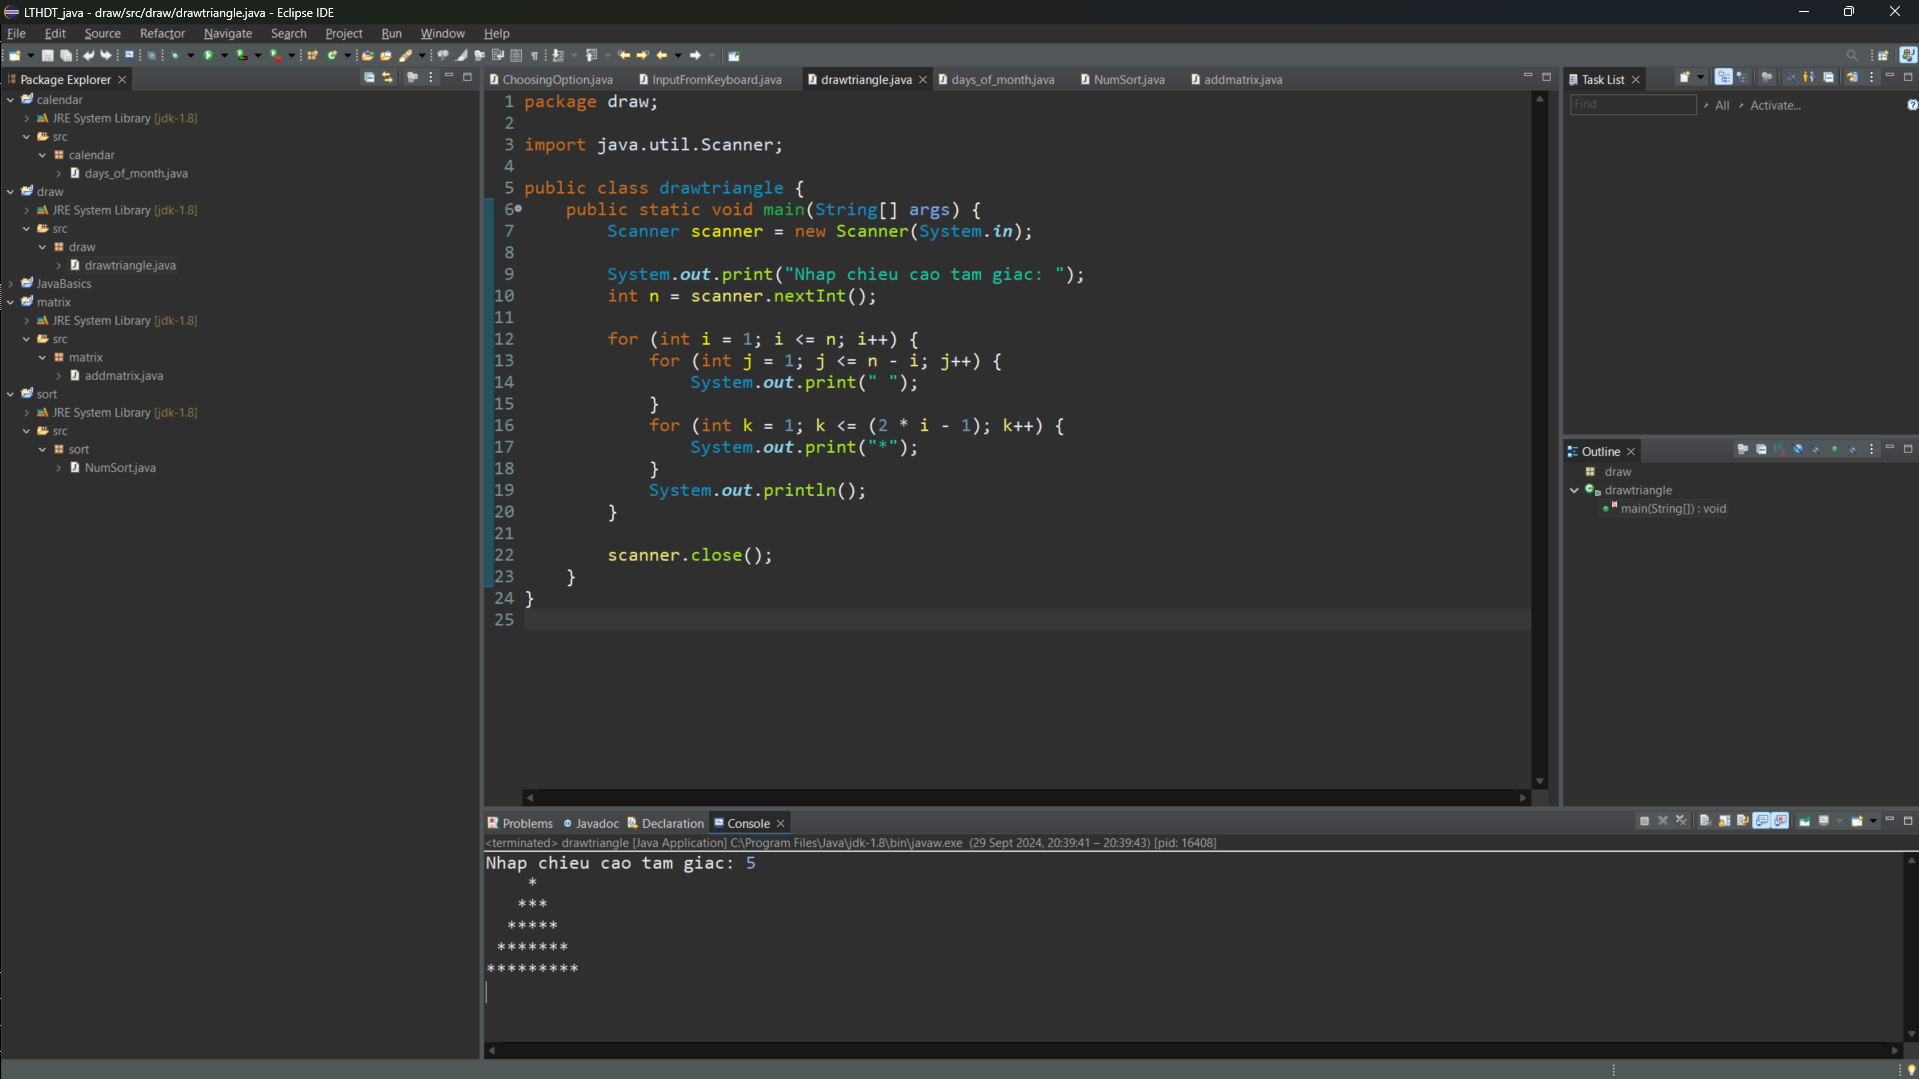 LTHDT_java - draw/src/draw/drawtriangle.java - Eclipse IDE
File Edit Source Refactor Navigate Search Project Run Window Help
Package Explorer
calendar
JRE System Library [jdk-1.8]
src
calendar
days_of_month.java
draw
JRE System Library [jdk-1.8]
src
draw
drawtriangle.java
JavaBasics
matrix
JRE System Library [jdk-1.8]
src
matrix
addmatrix.java
sort
JRE System Library [jdk-1.8]
src
sort
NumSort.java
ChoosingOption.java InputFromKeyboard.java drawtriangle.java days_of_month.java NumSort.java addmatrix.java
1 package draw;
2
3 import java.util.Scanner;
4
5 public class drawtriangle {
6     public static void main(String[] args) {
7         Scanner scanner = new Scanner(System.in);
8
9         System.out.print("Nhap chieu cao tam giac: ");
10         int n = scanner.nextInt();
11
12         for (int i = 1; i <= n; i++) {
13             for (int j = 1; j <= n - i; j++) {
14                 System.out.print(" ");
15             }
16             for (int k = 1; k <= (2 * i - 1); k++) {
17                 System.out.print("*");
18             }
19             System.out.println();
20         }
21
22         scanner.close();
23     }
24 }
25
Task List
Find All Activate...
Outline
draw
drawtriangle
main(String[]) : void
Problems Javadoc Declaration Console
<terminated> drawtriangle [Java Application] C:\Program Files\Java\jdk-1.8\bin\javaw.exe (29 Sept 2024, 20:39:41 – 20:39:43) [pid: 16408]
Nhap chieu cao tam giac: 5
    *
   ***
  *****
 *******
*********